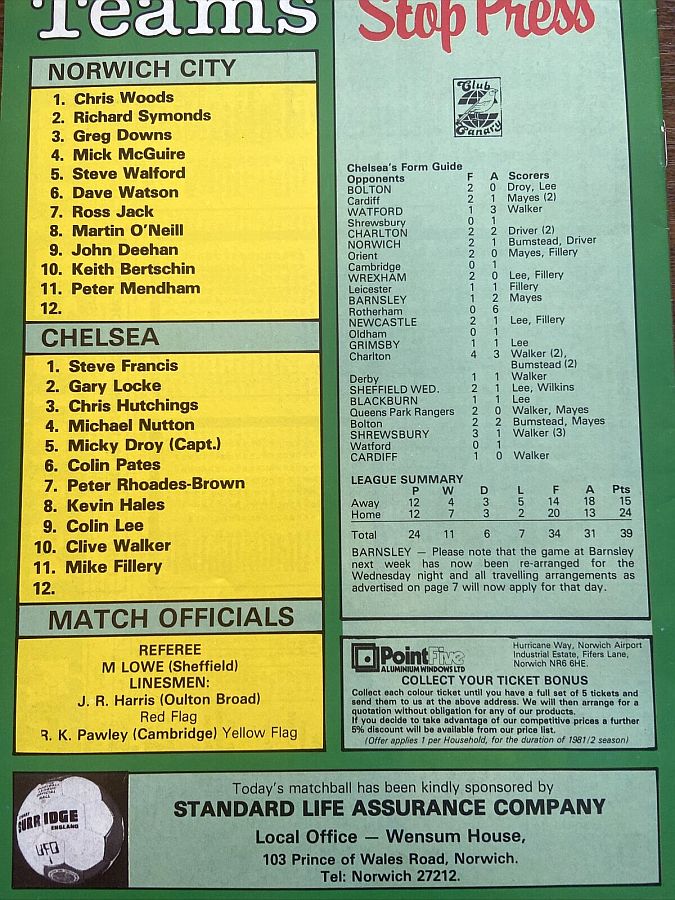 Teams
NORWICH CITY
1. Chris Woods
2. Richard Symonds
3. Greg Downs
4. Mick McGuire
5. Steve Walford
6. Dave Watson
7. Ross Jack
8. Martin O'Neill
9. John Deehan
10. Keith Bertschin
11. Peter Mendham
12.
CHELSEA
1. Steve Francis
2. Gary Locke
3. Chris Hutchings
4. Michael Nutton
5. Micky Droy (Capt.)
6. Colin Pates
7. Peter Rhoades-Brown
8. Kevin Hales
9. Colin Lee
10. Clive Walker
11. Mike Fillery
12.
MATCH OFFICIALS
REFEREE
M LOWE (Sheffield)
LINESMEN:
J. R. Harris (Oulton Broad)
Red Flag
R. K. Pawley (Cambridge) Yellow Flag
Stop Press
Club
Canary
Chelsea's Form Guide
Opponents F A Scorers
BOLTON 2 0 Droy, Lee
Cardiff 2 1 Mayes (2)
WATFORD 1 3 Walker
Shrewsbury 0 1
CHARLTON 2 2 Driver (2)
NORWICH 2 1 Bumstead, Driver
Orient 2 0 Mayes, Fillery
Cambridge 0 1
WREXHAM 2 0 Lee, Fillery
Leicester 1 1 Fillery
BARNSLEY 1 2 Mayes
Rotherham 0 6
NEWCASTLE 2 1 Lee, Fillery
Oldham 0 1
GRIMSBY 1 1 Lee
Charlton 4 3 Walker (2),
Bumstead (2)
Derby 1 1 Walker
SHEFFIELD WED. 2 1 Lee, Wilkins
BLACKBURN 1 1 Lee
Queens Park Rangers 2 0 Walker, Mayes
Bolton 2 2 Bumstead, Mayes
SHREWSBURY 3 1 Walker (3)
Watford 0 1
CARDIFF 1 0 Walker
LEAGUE SUMMARY
P W D L F A Pts
Away 12 4 3 5 14 18 15
Home 12 7 3 2 20 13 24
Total 24 11 6 7 34 31 39
BARNSLEY — Please note that the game at Barnsley
next week has now been re-arranged for the
Wednesday night and all travelling arrangements as
advertised on page 7 will now apply for that day.
Point Five
ALUMINIUM WINDOWS LTD
Hurricane Way, Norwich Airport
Industrial Estate, Fifers Lane,
Norwich NR6 6HE.
COLLECT YOUR TICKET BONUS
Collect each colour ticket until you have a full set of 5 tickets and
send them to us at the above address. We will then arrange for a
quotation without obligation for any of our products.
If you decide to take advantage of our competitive prices a further
5% discount will be available from our price list.
(Offer applies 1 per Household, for the duration of 1981/2 season)
SURRIDGE
ENGLAND
UFO
Today's matchball has been kindly sponsored by
STANDARD LIFE ASSURANCE COMPANY
Local Office — Wensum House,
103 Prince of Wales Road, Norwich.
Tel: Norwich 27212.